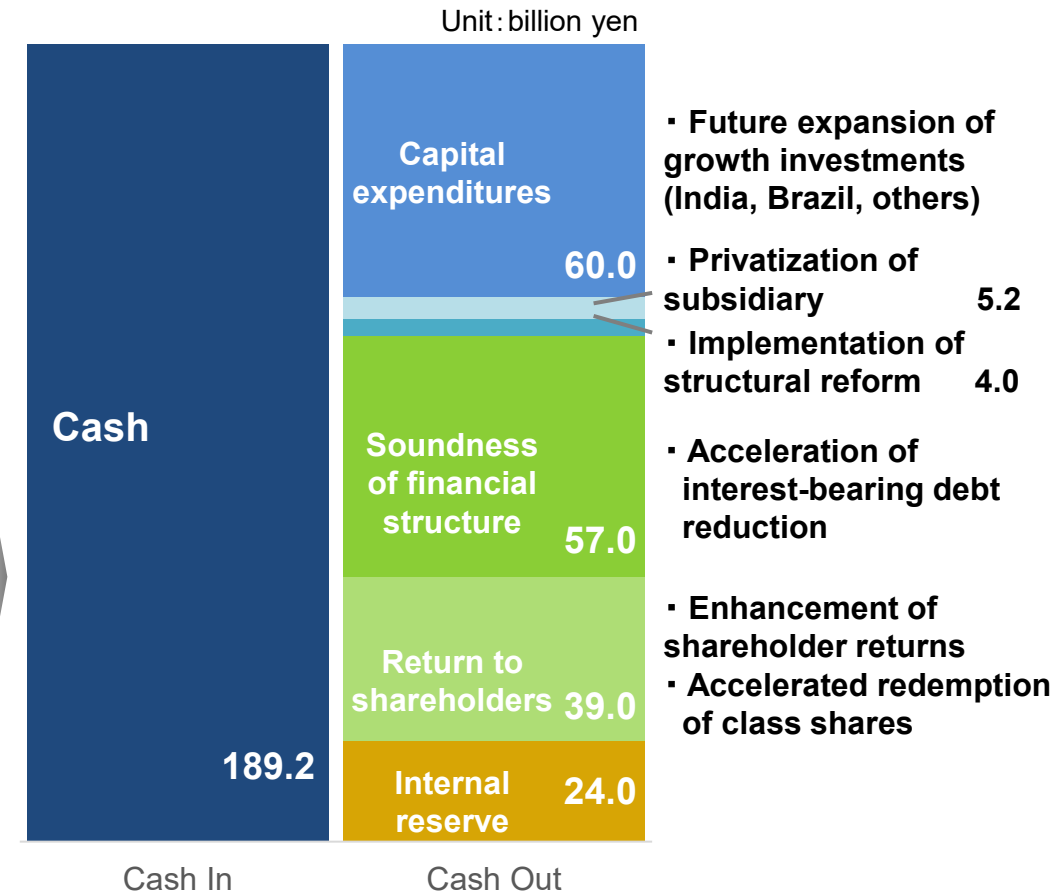 Unit：billion yen
Capital
expenditures
60.0
・Future expansion of
growth investments
(India, Brazil, others)
・Privatization of
subsidiary 5.2
・Implementation of
structural reform 4.0
Cash
189.2
Soundness
of financial
structure
57.0
・Acceleration of
interest-bearing debt
reduction
Return to
shareholders 39.0
・Enhancement of
shareholder returns
・Accelerated redemption
of class shares
Internal
reserve
24.0
Cash In
Cash Out